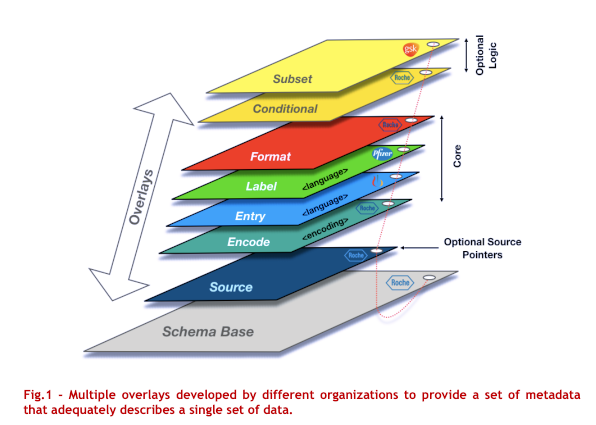 gsk
Optional
Logic
Subset
Roche
Conditional
Roche
Format
Pfizer
Core
Label
<language>
Entry
<language>
Overlays
Roche
Encode
<encoding>
Optional Source
Pointers
Roche
Source
Roche
Schema Base
Fig.1 - Multiple overlays developed by different organizations to provide a set of metadata
that adequately describes a single set of data.